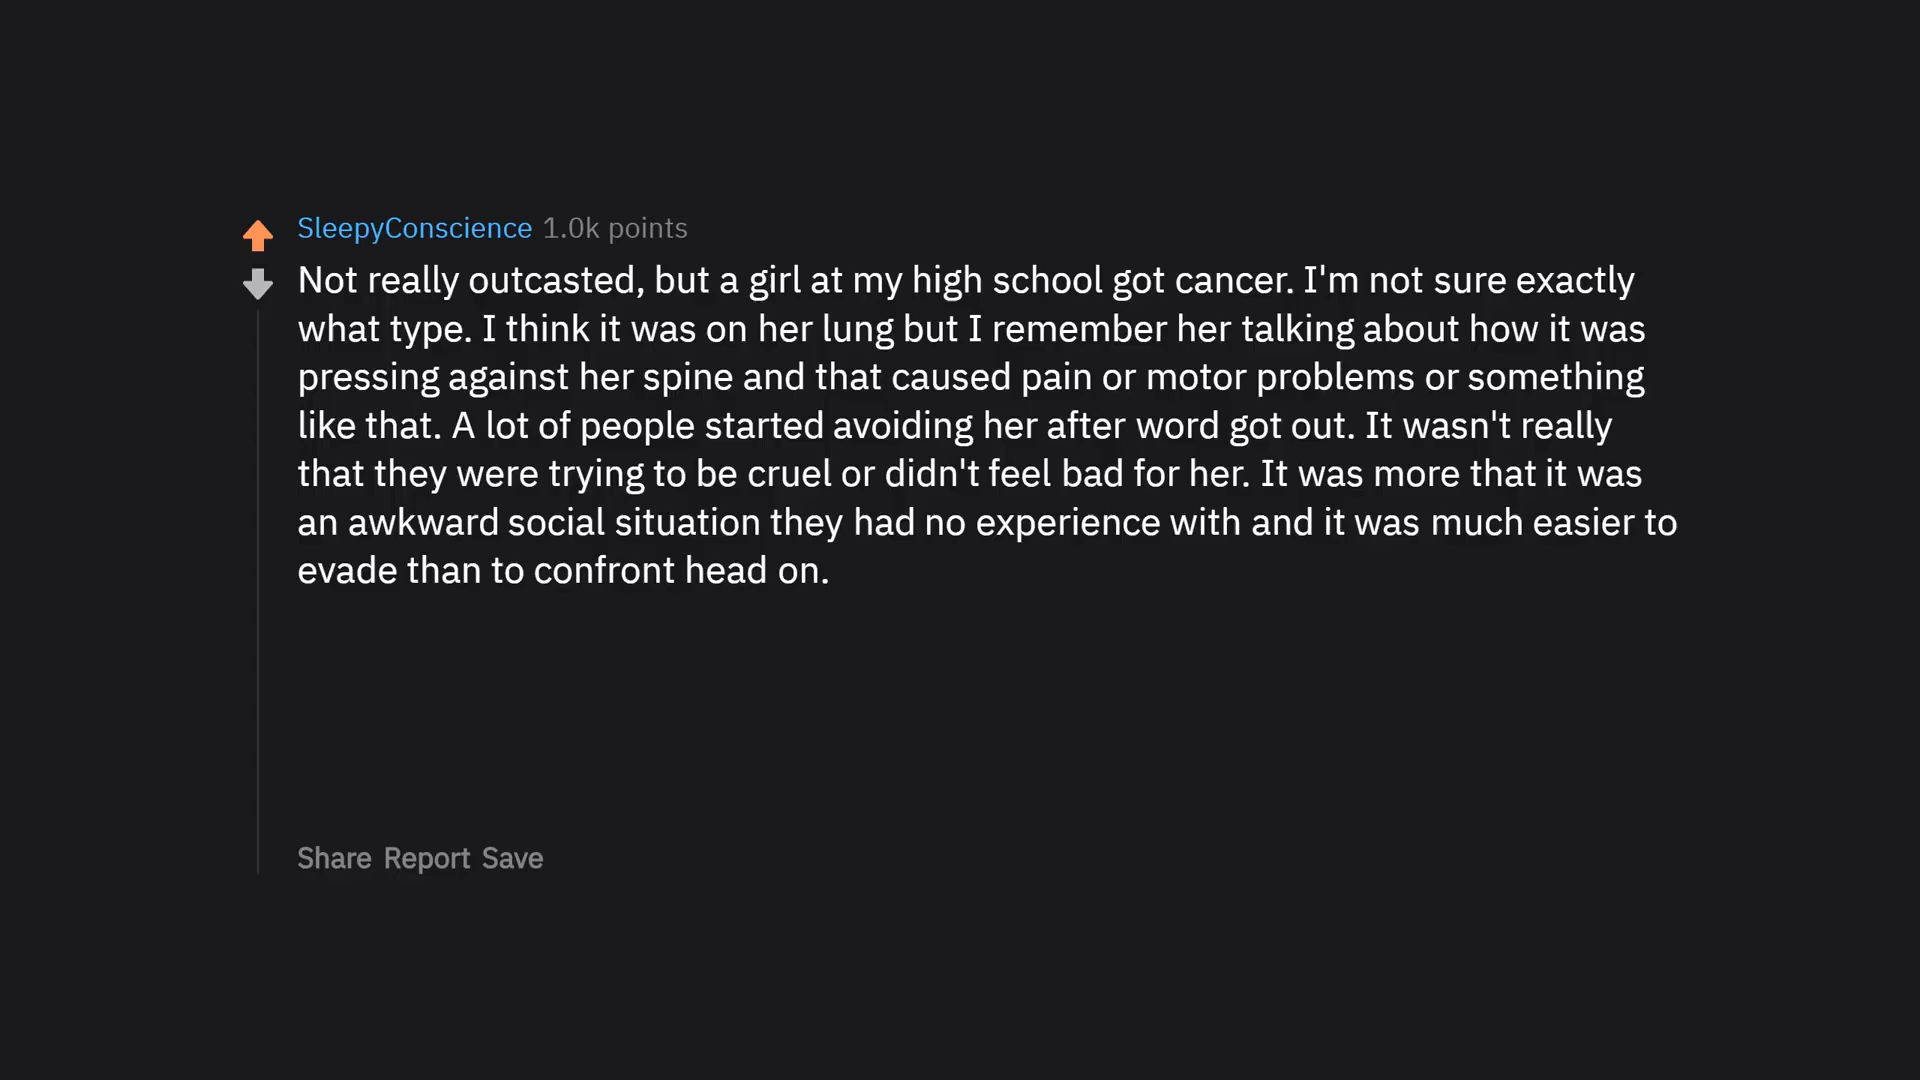 SleepyConscience 1.0k points
Not really outcasted, but a girl at my high school got cancer. I'm not sure exactly
what type. I think it was on her lung but I remember her talking about how it was
pressing against her spine and that caused pain or motor problems or something
like that. A lot of people started avoiding her after word got out. It wasn't really
that they were trying to be cruel or didn't feel bad for her. It was more that it was
an awkward social situation they had no experience with and it was much easier to
evade than to confront head on.
Share Report Save